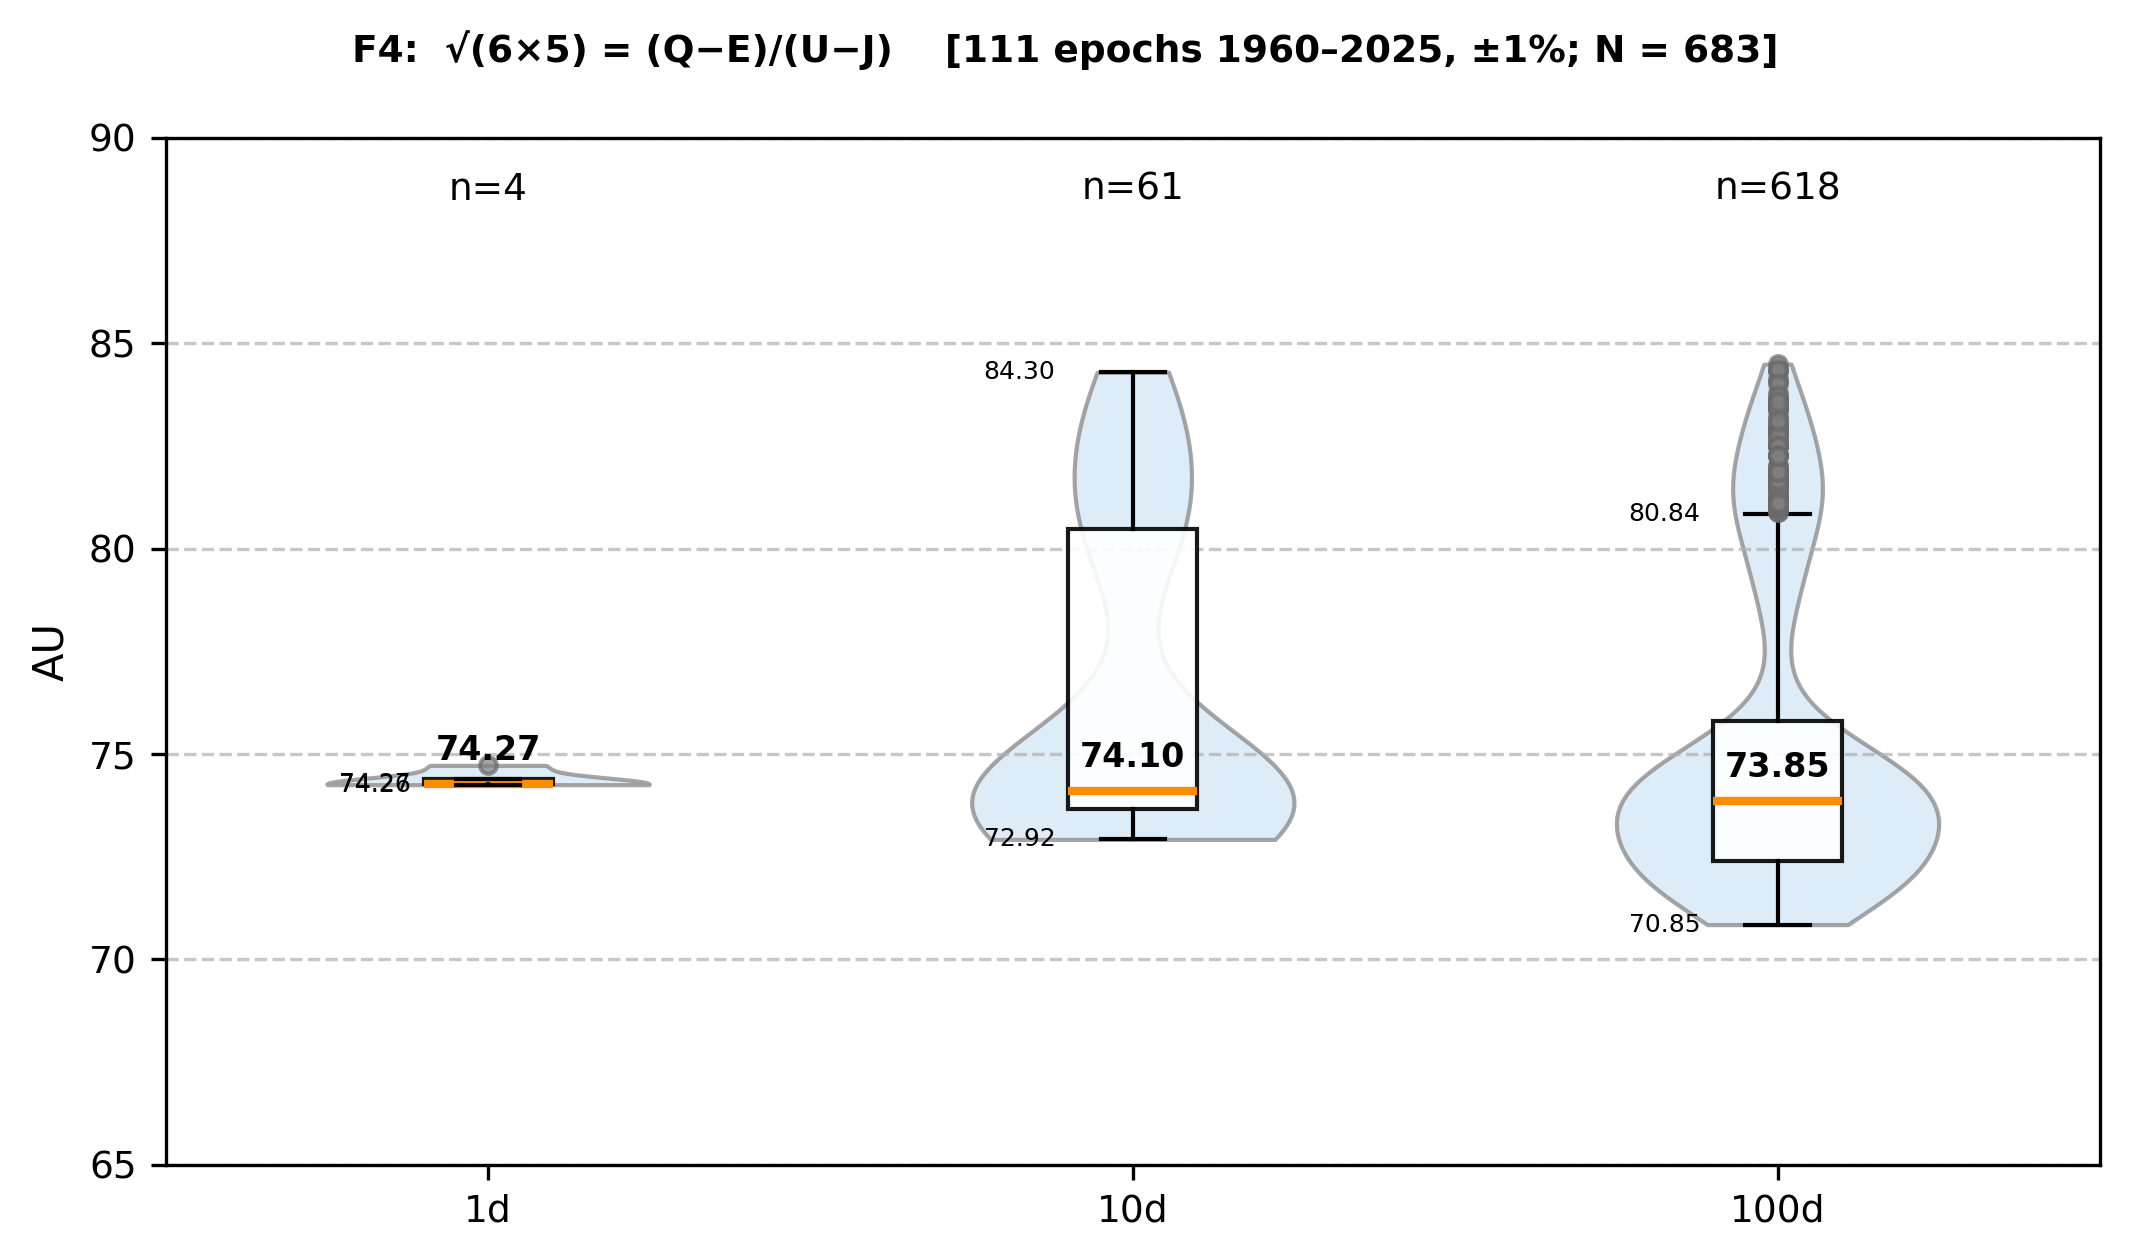 F4: √(6×5) = (Q−E)/(U−J) [111 epochs 1960–2025, ±1%; N = 683]
90
n=4
n=61
n=618
85
84.30
80.84
80
AU
75
74.27
74.10
73.85
72.92
70.85
70
65
1d
10d
100d